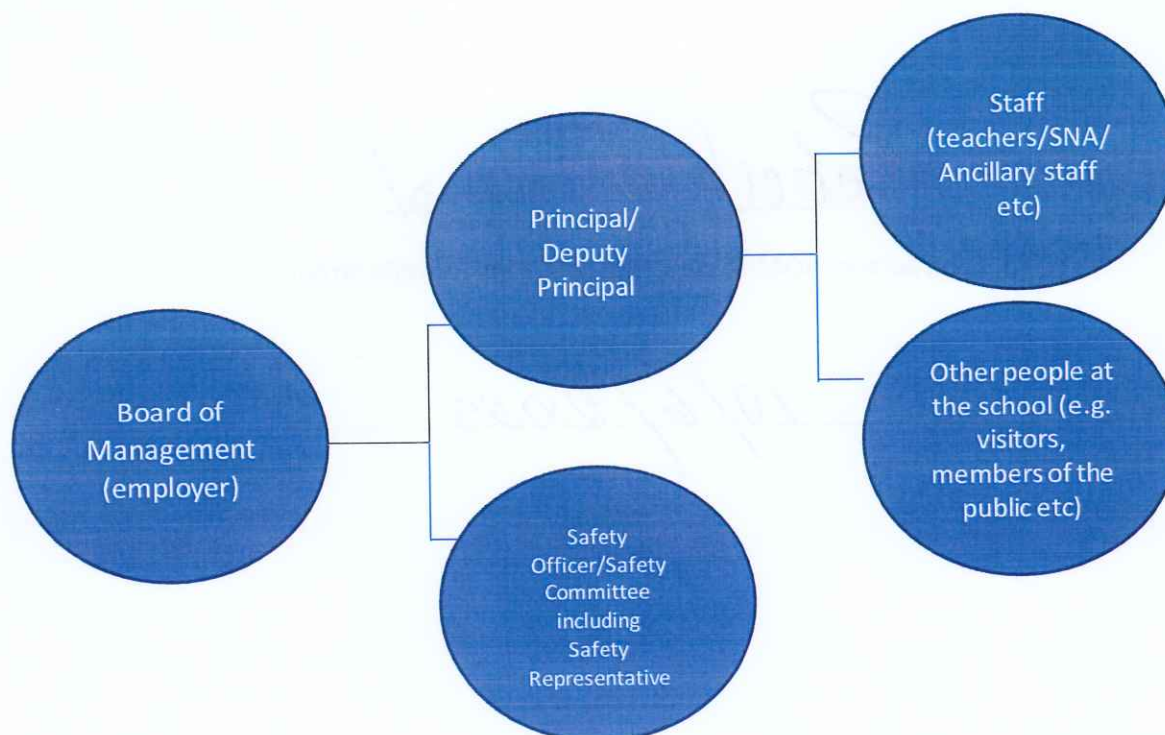 Board of
Management
(employer)
Principal/
Deputy
Principal
Safety
Officer/Safety
Committee
including
Safety
Representative
Staff
(teachers/SNA/
Ancillary staff
etc)
Other people at
the school (e.g.
visitors,
members of the
public etc)